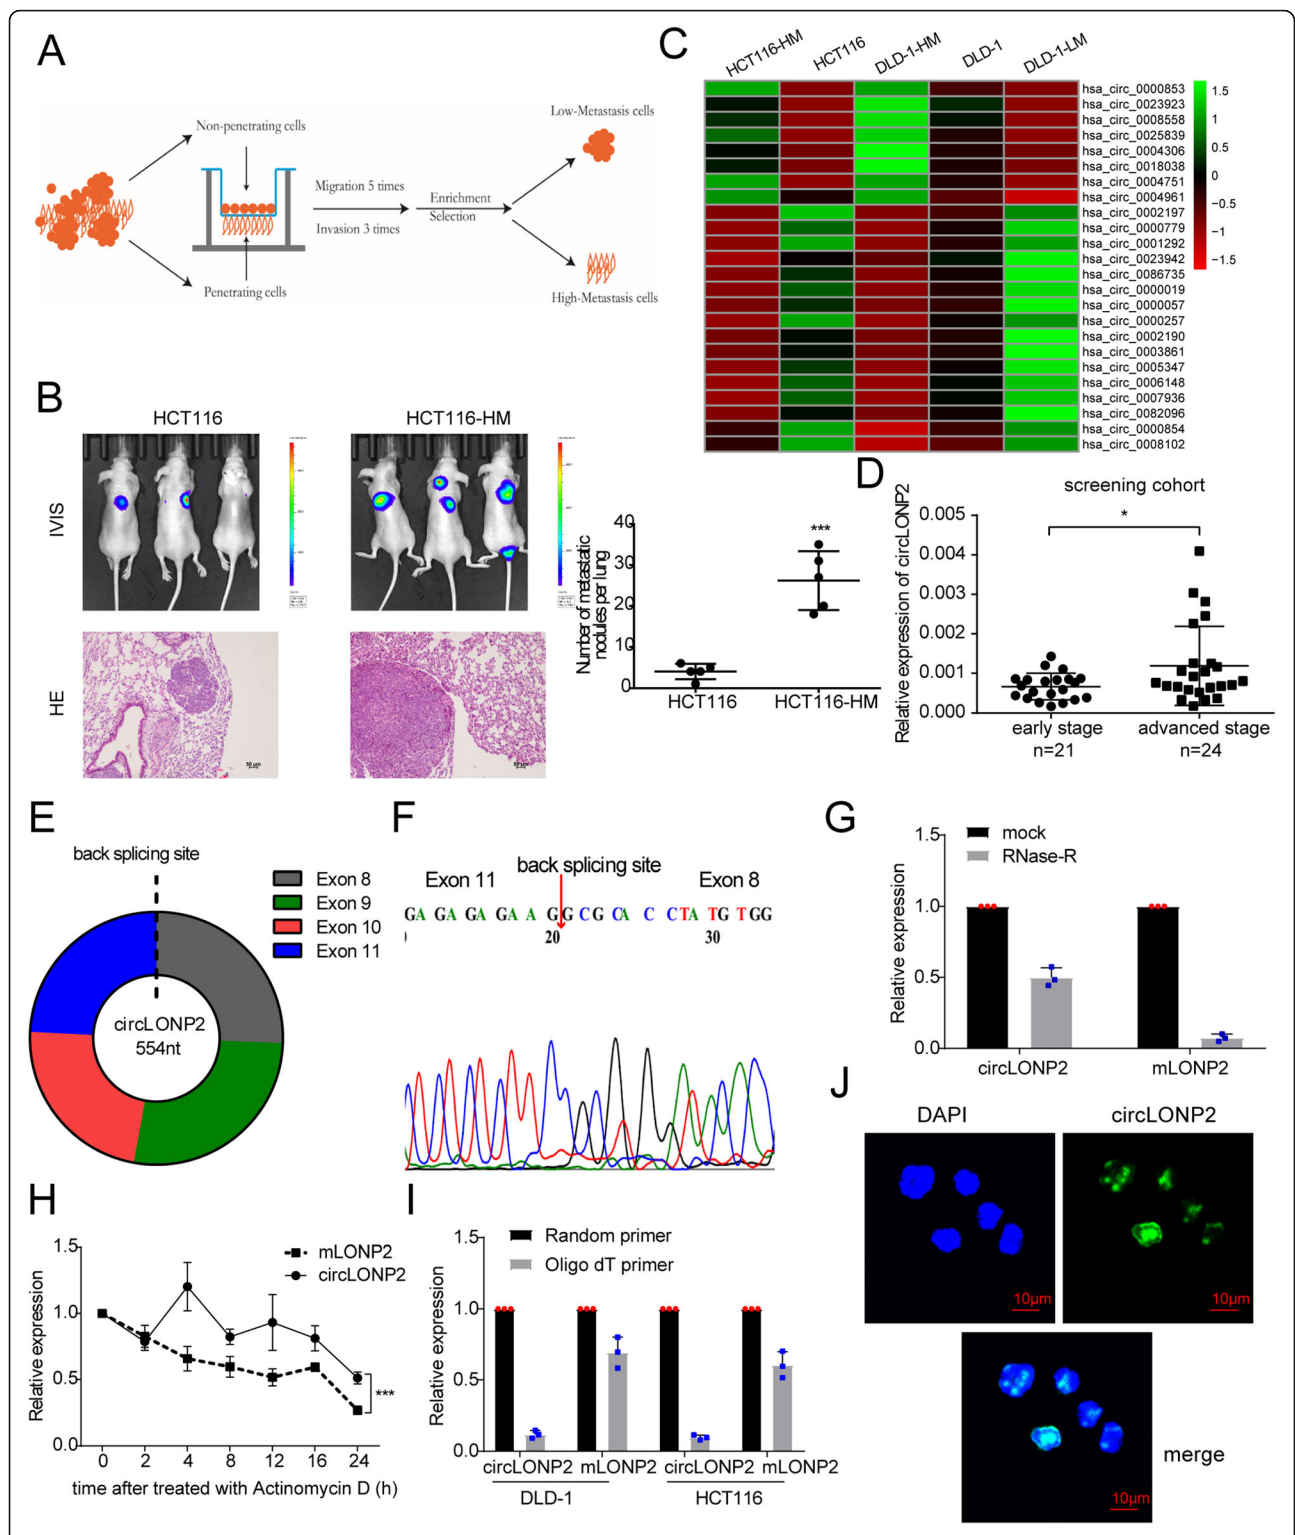 A
Non-penetrating cells
Penetrating cells
Migration 5 times
Invasion 3 times
Enrichment
Selection
Low-Metastasis cells
High-Metastasis cells
C
HCT116-HM
HCT116
DLD-1-HM
DLD-1
DLD-1-LM
hsa_circ_0000853
hsa_circ_0023923
hsa_circ_0008558
hsa_circ_0025839
hsa_circ_0004306
hsa_circ_0018038
hsa_circ_0004751
hsa_circ_0004961
hsa_circ_0002197
hsa_circ_0000779
hsa_circ_0001292
hsa_circ_0023942
hsa_circ_0086735
hsa_circ_0000019
hsa_circ_0000057
hsa_circ_0000257
hsa_circ_0002190
hsa_circ_0003861
hsa_circ_0005347
hsa_circ_0006148
hsa_circ_0007936
hsa_circ_0082096
hsa_circ_0000854
hsa_circ_0008102
1.5
1
0.5
0
−0.5
−1
−1.5
B
HCT116
HCT116-HM
IVIS
HE
50 μm
50 μm
Number of metastatic
nodules per lung
40
30
20
10
0
***
HCT116
HCT116-HM
D
screening cohort
*
Relative expression of circLONP2
0.005
0.004
0.003
0.002
0.001
0.000
early stage
n=21
advanced stage
n=24
E
back splicing site
circLONP2
554nt
Exon 8
Exon 9
Exon 10
Exon 11
F
back splicing site
Exon 11
Exon 8
GA GA GA A GG CG CA C C TA TG T GG
20
30
G
mock
RNase-R
Relative expression
1.5
1.0
0.5
0.0
circLONP2
mLONP2
H
mLONP2
circLONP2
Relative expression
1.5
1.0
0.5
0.0
***
0 2 4 8 12 16 24
time after treated with Actinomycin D (h)
I
Random primer
Oligo dT primer
Relative expression
1.5
1.0
0.5
0.0
circLONP2 mLONP2 circLONP2 mLONP2
DLD-1
HCT116
J
DAPI
circLONP2
10μm
10μm
merge
10μm